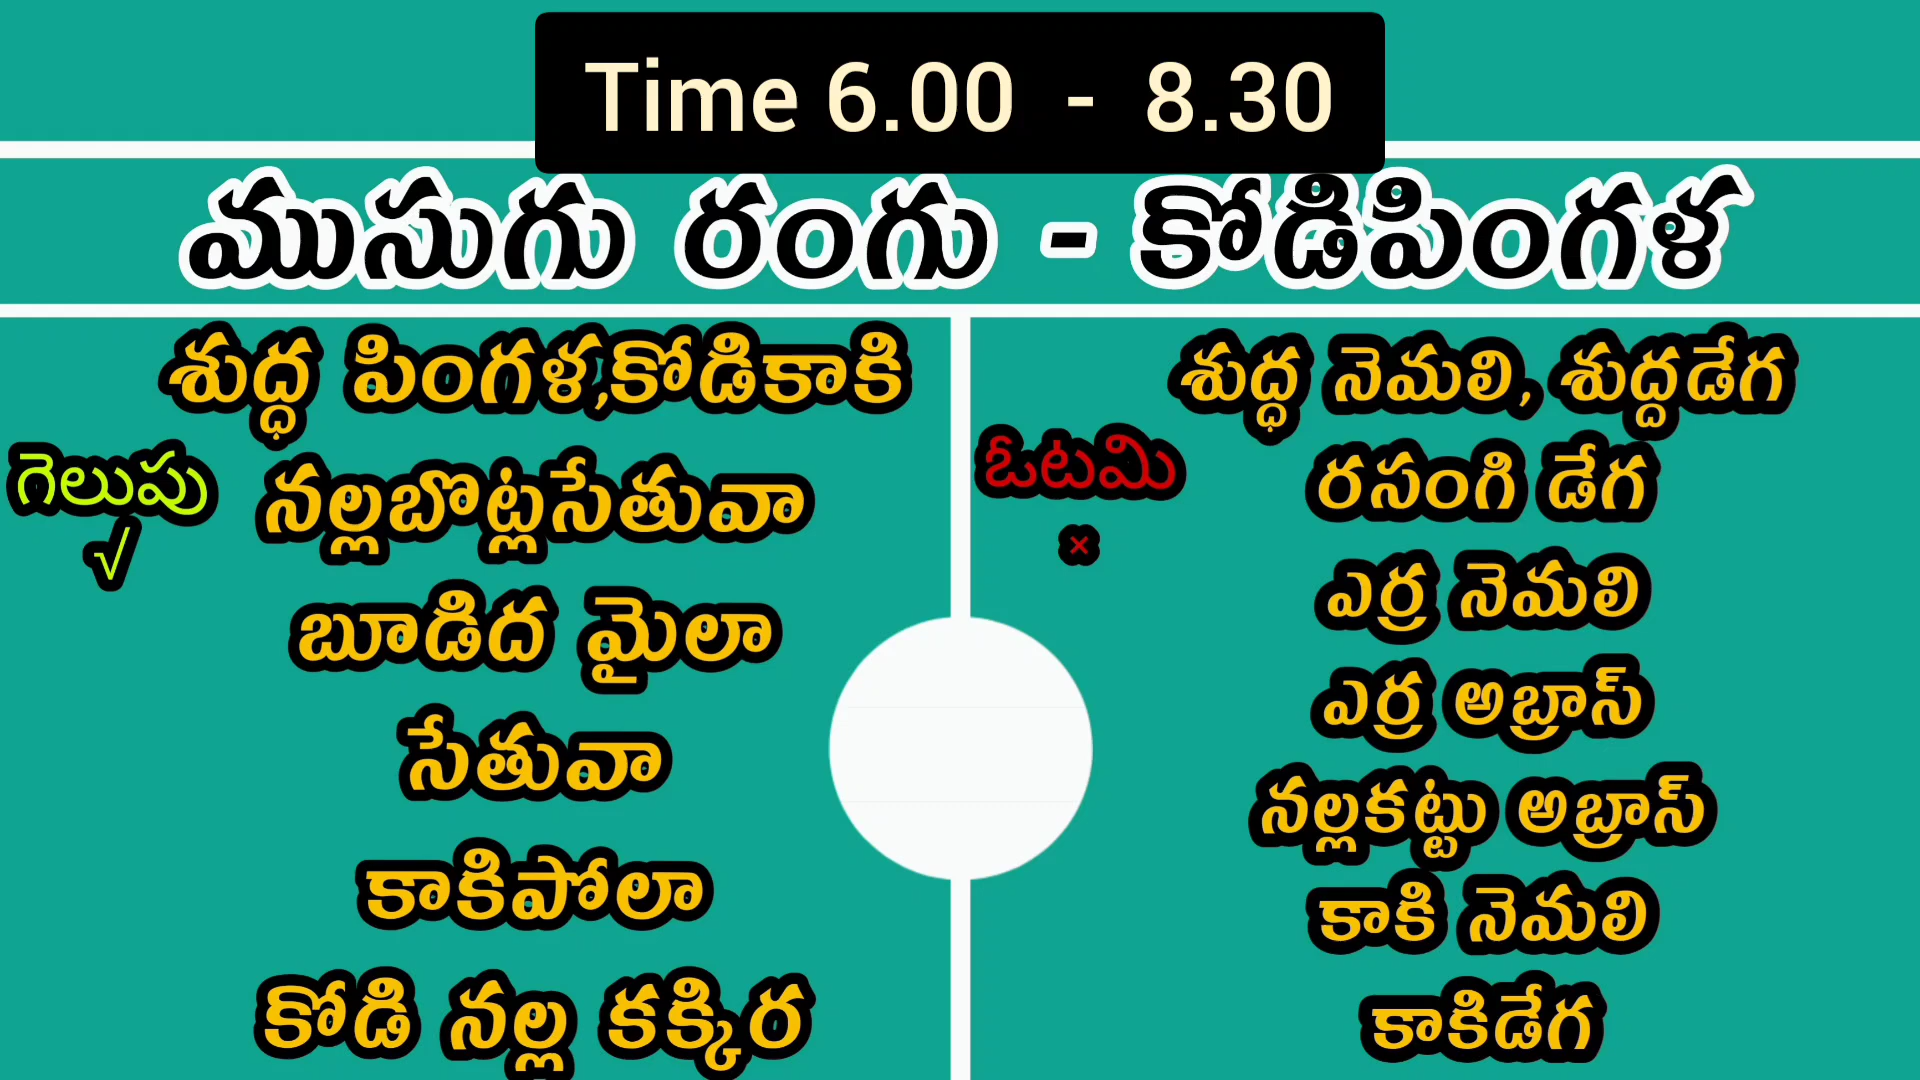 Time 6.00 - 8.30
ముసుగు రంగు - కోడిపింగళ
శుద్ధ పింగళ,కోడికాకి
గెలుపు
√
నల్లబొట్లసేతువా
బూడిద మైలా
సేతువా
కాకిపోలా
కోడి నల్ల కక్కిర
శుద్ధ నెమలి, శుద్దడేగ
ఓటమి
×
రసంగి డేగ
ఎర్ర నెమలి
ఎర్ర అబ్రాస్
నల్లకట్టు అబ్రాస్
కాకి నెమలి
కాకిడేగ